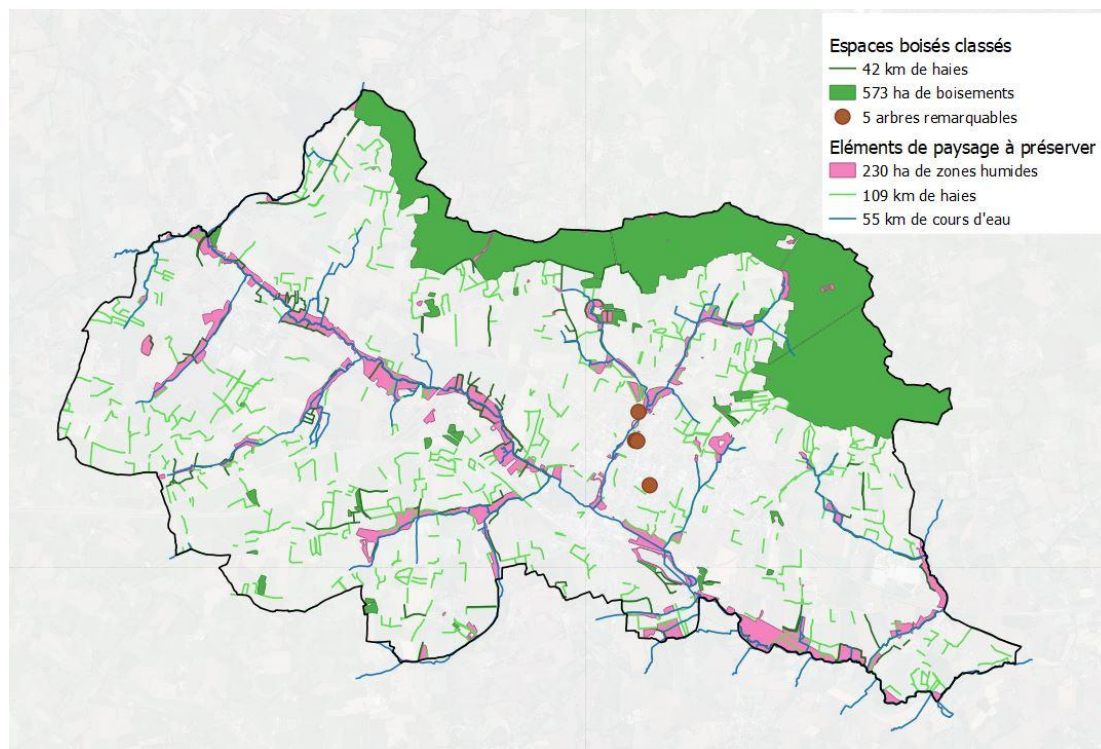 Espaces boisés classés
42 km de haies
573 ha de boisements
5 arbres remarquables
Eléments de paysage à préserver
230 ha de zones humides
109 km de haies
55 km de cours d'eau